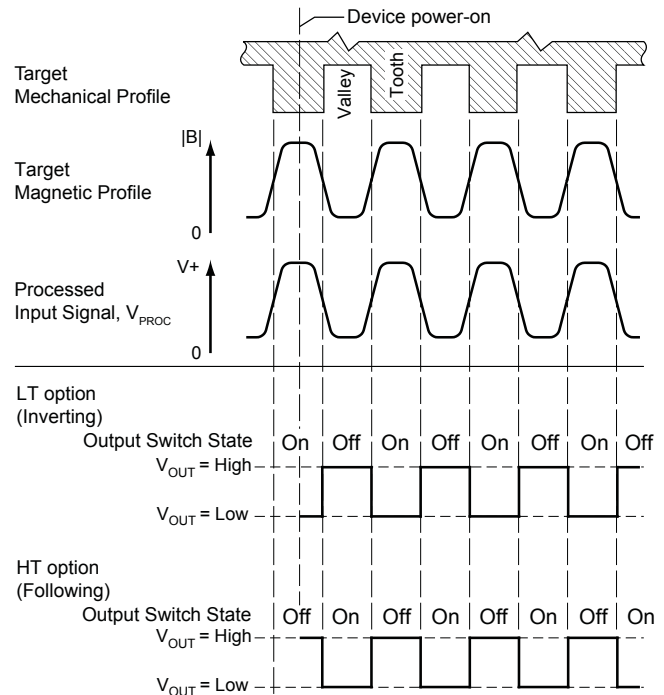 Device power-on
Target
Mechanical Profile
Valley
Tooth
|B|
Target
Magnetic Profile
0
V+
Processed
Input Signal, VPROC
0
LT option
(Inverting)
Output Switch State On Off On Off On Off On Off
VOUT = High
VOUT = Low
HT option
(Following)
Output Switch State Off On Off On Off On Off On
VOUT = High
VOUT = Low